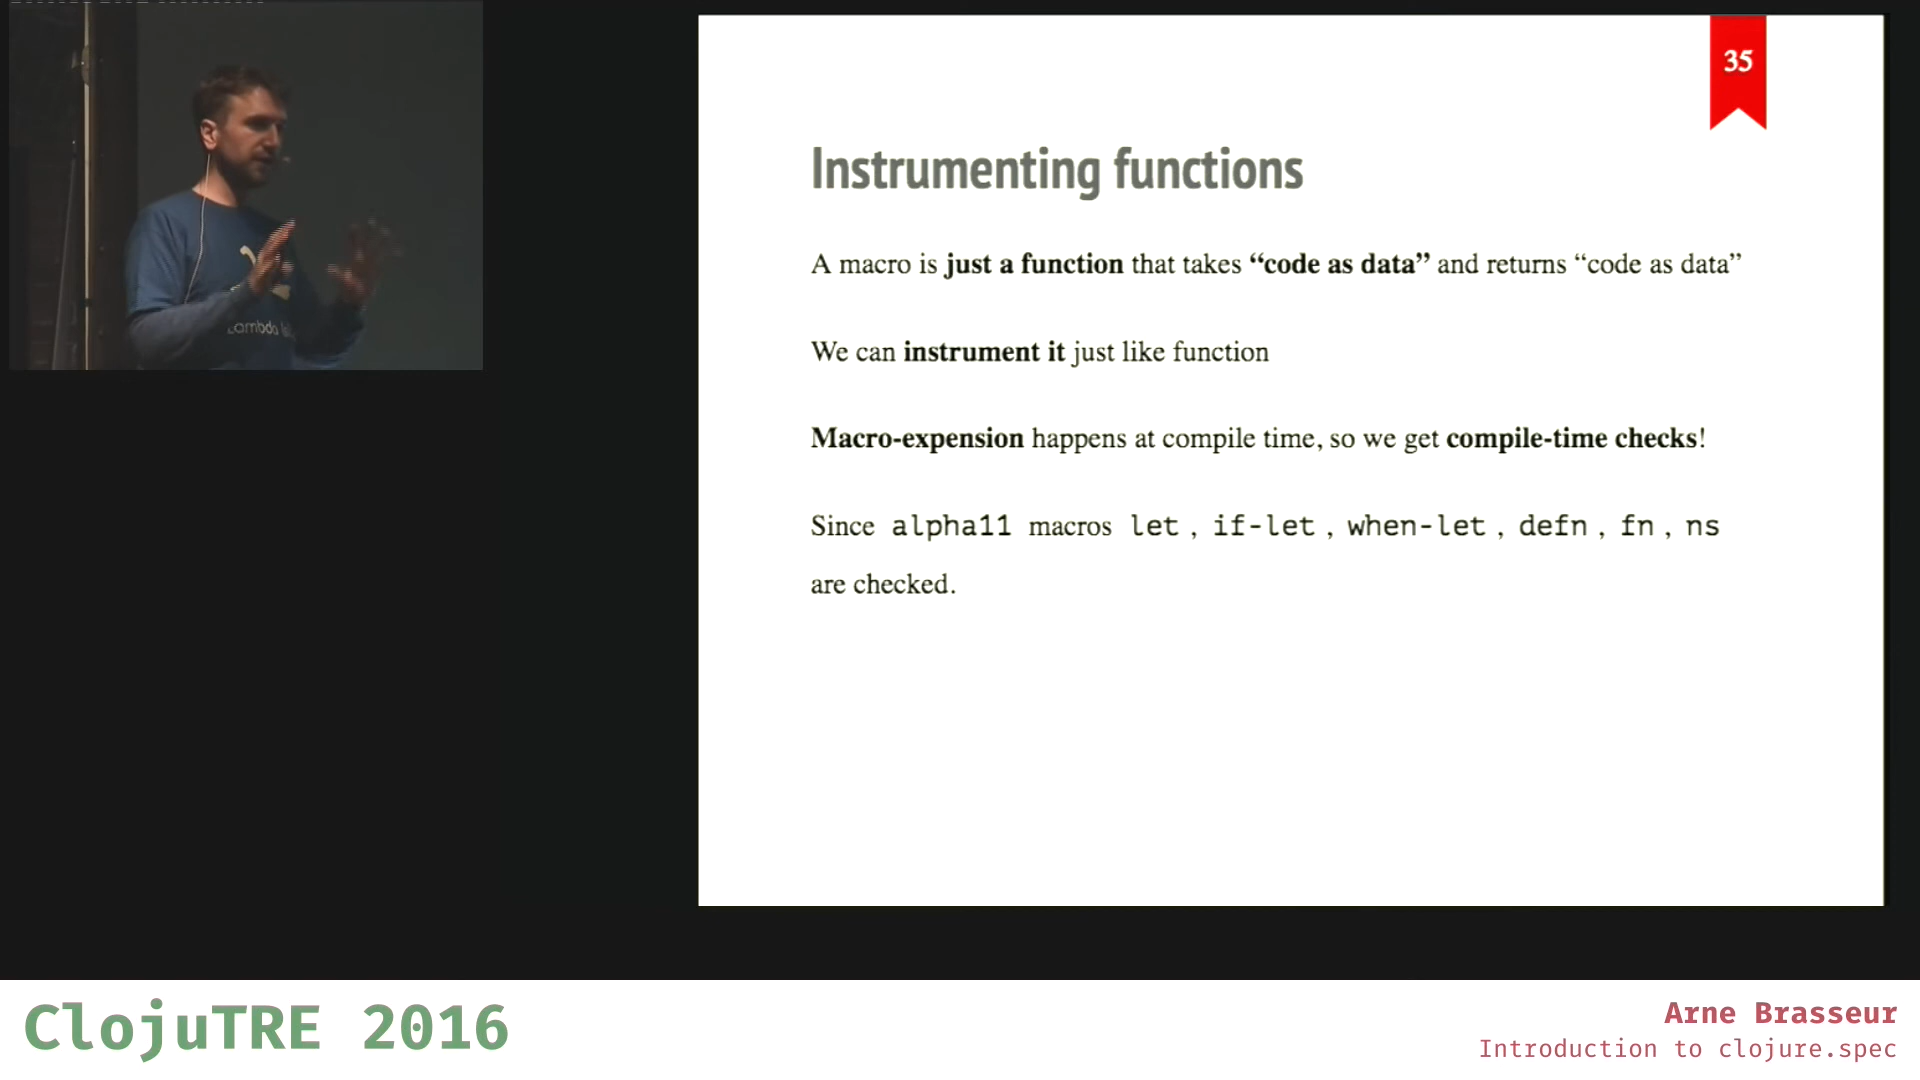 35
Instrumenting functions
A macro is just a function that takes “code as data” and returns “code as data”
We can instrument it just like function
Macro-expension happens at compile time, so we get compile-time checks!
Since alpha11 macros let , if-let , when-let , defn , fn , ns
are checked.
Lambda
ClojuTRE 2016
Arne Brasseur
Introduction to clojure.spec